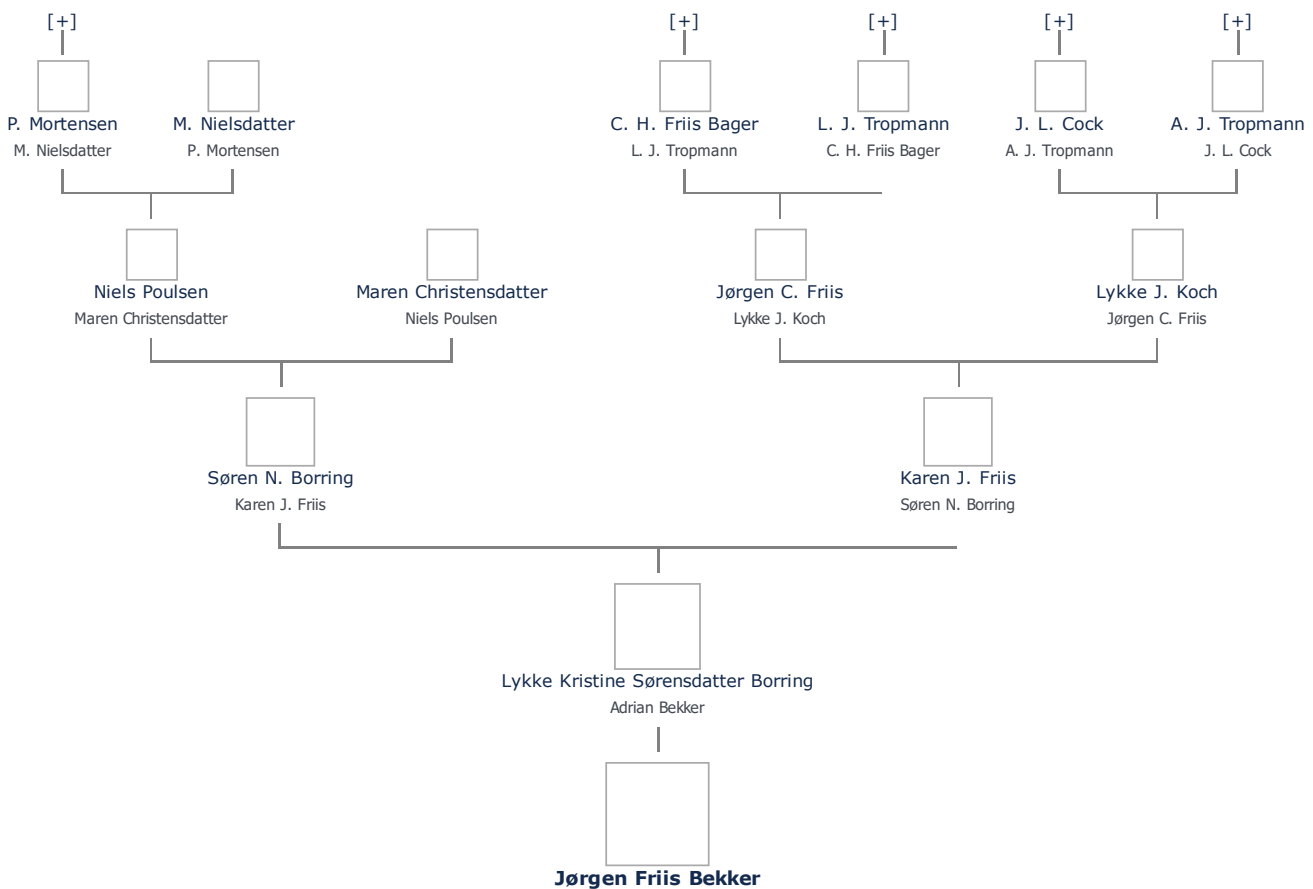 [+] [+] [+] [+] [+]
P. Mortensen M. Nielsdatter C. H. Friis Bager L. J. Tropmann J. L. Cock A. J. Tropmann
M. Nielsdatter P. Mortensen L. J. Tropmann C. H. Friis Bager A. J. Tropmann J. L. Cock
Niels Poulsen Maren Christensdatter Jørgen C. Friis Lykke J. Koch
Maren Christensdatter Niels Poulsen Lykke J. Koch Jørgen C. Friis
Søren N. Borring Karen J. Friis
Karen J. Friis Søren N. Borring
Lykke Kristine Sørensdatter Borring
Adrian Bekker
Jørgen Friis Bekker